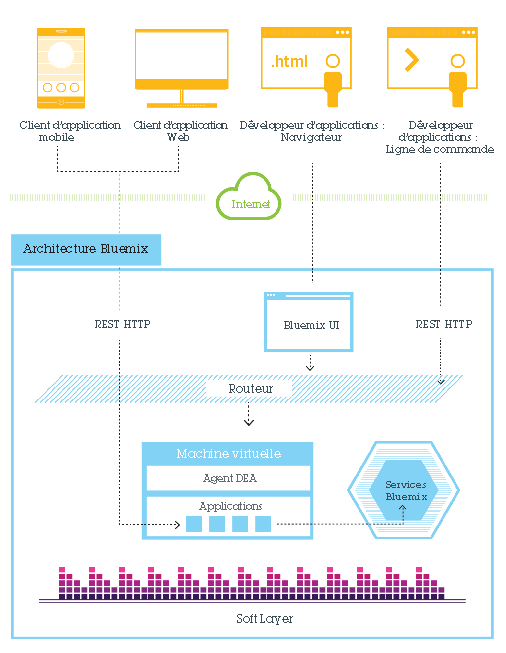 .html
Client d'application
mobile
Client d'application
Web
Développeur d'applications :
Navigateur
Développeur
d'applications :
Ligne de commande
Internet
Architecture Bluemix
REST HTTP
Bluemix UI
REST HTTP
Routeur
Machine virtuelle
Agent DEA
Applications
Services
Bluemix
Soft Layer